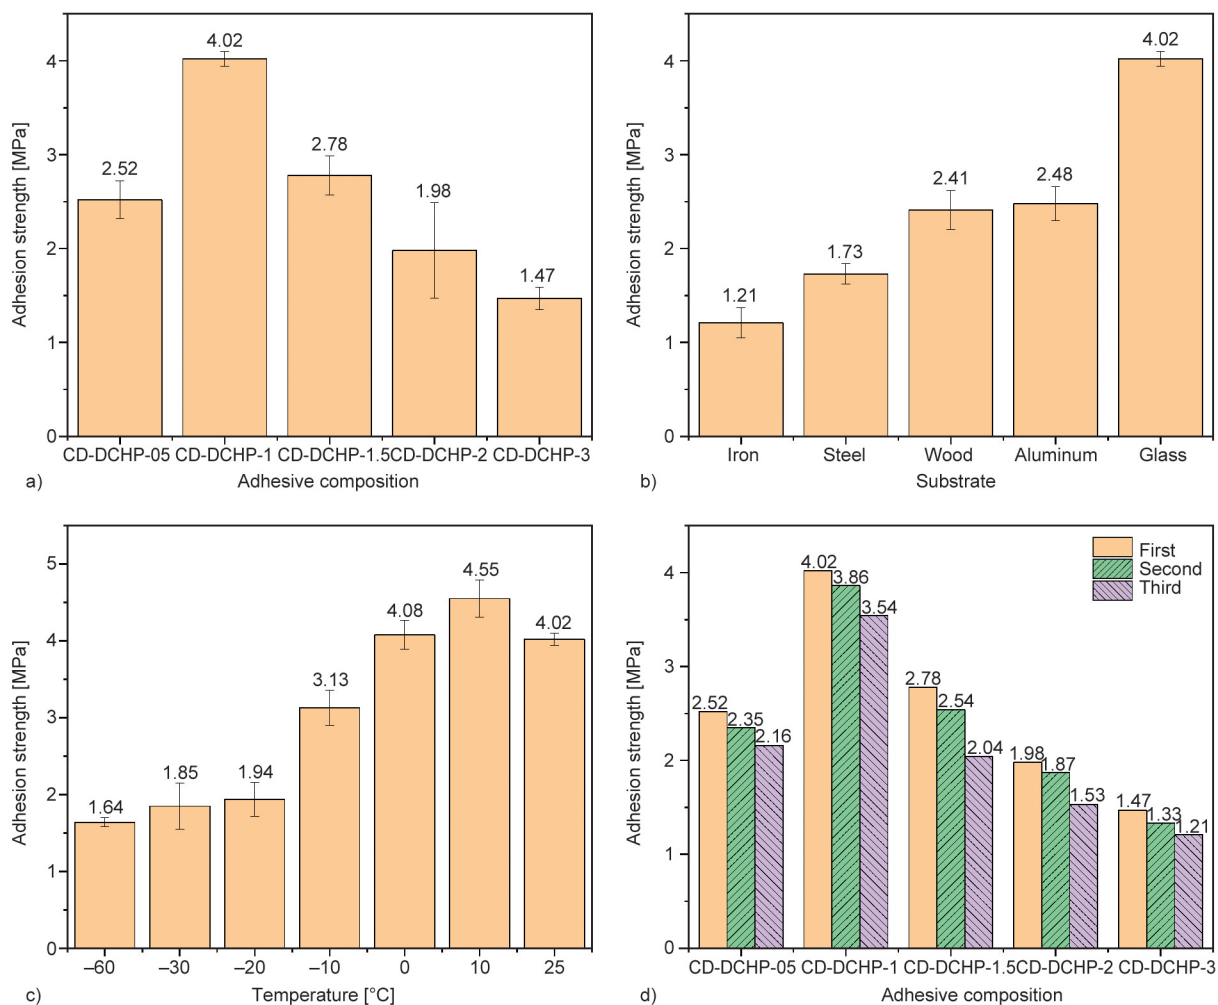 4.02
4
Adhesion strength [MPa]
3
2.78
2.52
1.98
2
1.47
1
0
CD-DCHP-05 CD-DCHP-1 CD-DCHP-1.5 CD-DCHP-2 CD-DCHP-3
a) Adhesive composition
4.02
4
Adhesion strength [MPa]
3
2.41 2.48
2
1.73
1.21
1
0
Iron Steel Wood Aluminum Glass
b) Substrate
5
4.55
4.08 4.02
4
Adhesion strength [MPa]
3.13
3
1.64 1.85 1.94
2
1
0
–60 –30 –20 –10 0 10 25
c) Temperature [°C]
First
Second
Third
4.02 3.86 3.54
4
Adhesion strength [MPa]
3
2.52 2.35 2.16
2.78 2.54 2.04
2
1.98 1.87 1.53
1.47 1.33 1.21
1
0
CD-DCHP-05 CD-DCHP-1 CD-DCHP-1.5 CD-DCHP-2 CD-DCHP-3
d) Adhesive composition